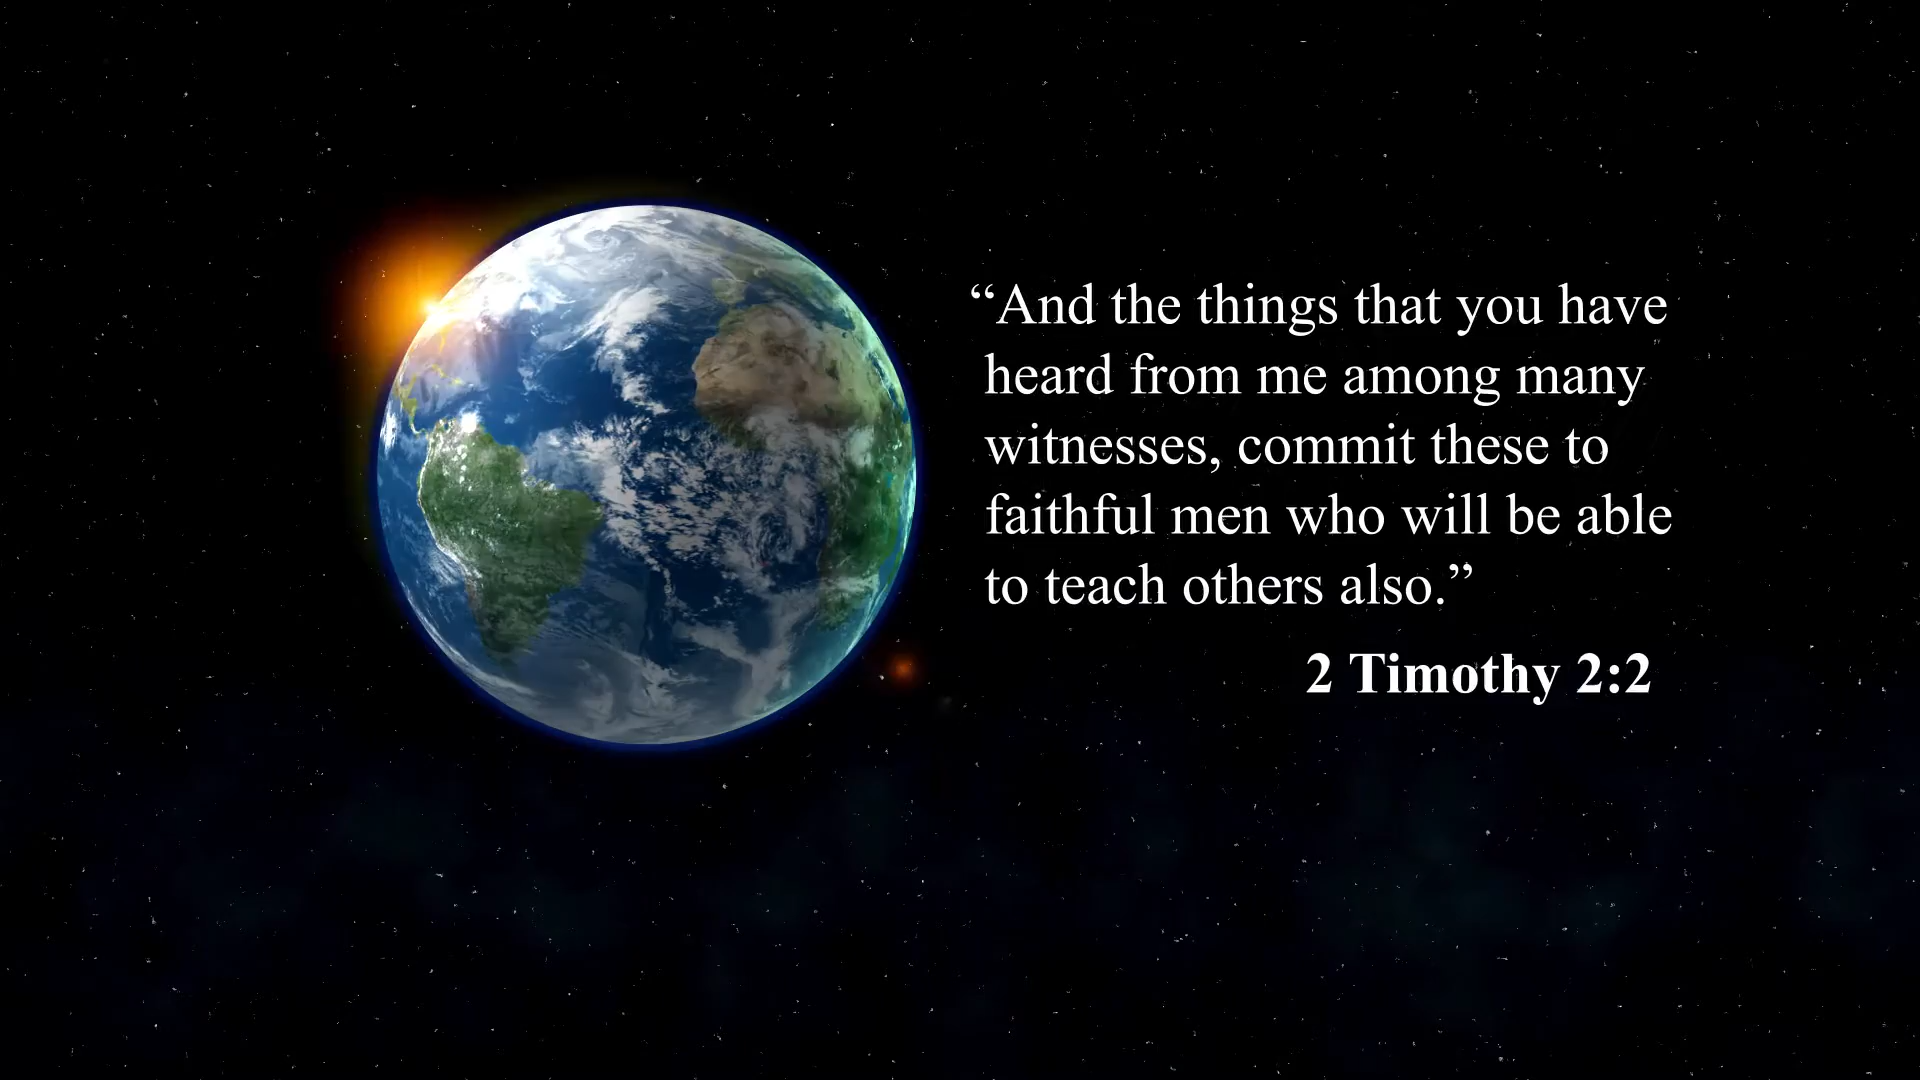 “And the things that you have
heard from me among many
witnesses, commit these to
faithful men who will be able
to teach others also.”
2 Timothy 2:2